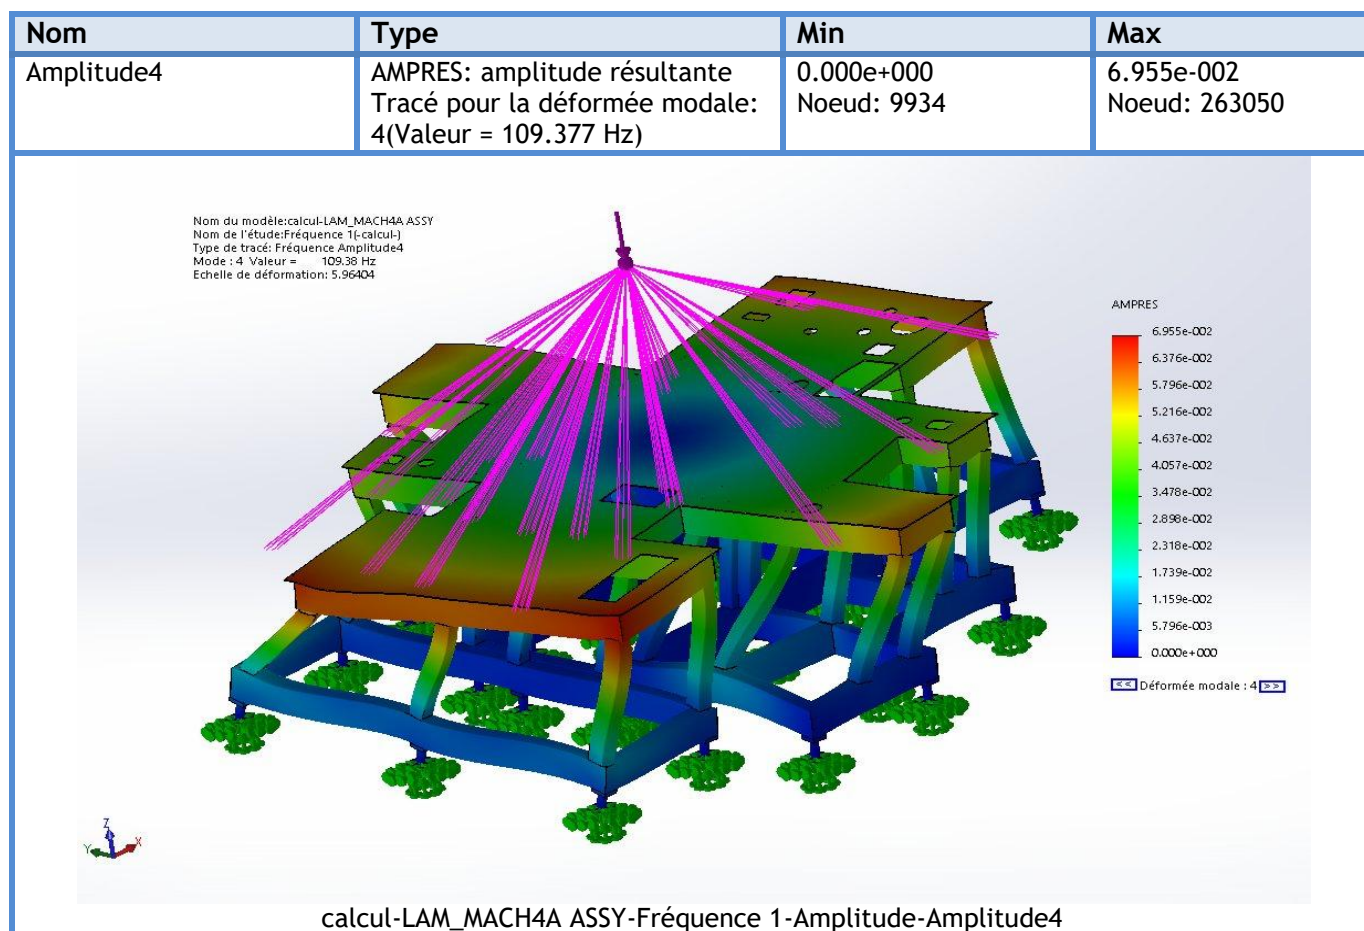 Nom Type Min Max
Amplitude4 AMPRES: amplitude résultante 0.000e+000 6.955e-002
Tracé pour la déformée modale: Noeud: 9934 Noeud: 263050
4(Valeur = 109.377 Hz)
Nom du modèle:calcul-LAM_MACH4A ASSY
Nom de l'étude:Fréquence 1(-calcul-)
Type de tracé: Fréquence Amplitude4
Mode : 4 Valeur = 109.38 Hz
Echelle de déformation: 5.96404
AMPRES
6.955e-002
6.376e-002
5.796e-002
5.216e-002
4.637e-002
4.057e-002
3.478e-002
2.898e-002
2.318e-002
1.739e-002
1.159e-002
5.796e-003
0.000e+000
<< Déformée modale : 4 >>
Z
Y X
calcul-LAM_MACH4A ASSY-Fréquence 1-Amplitude-Amplitude4